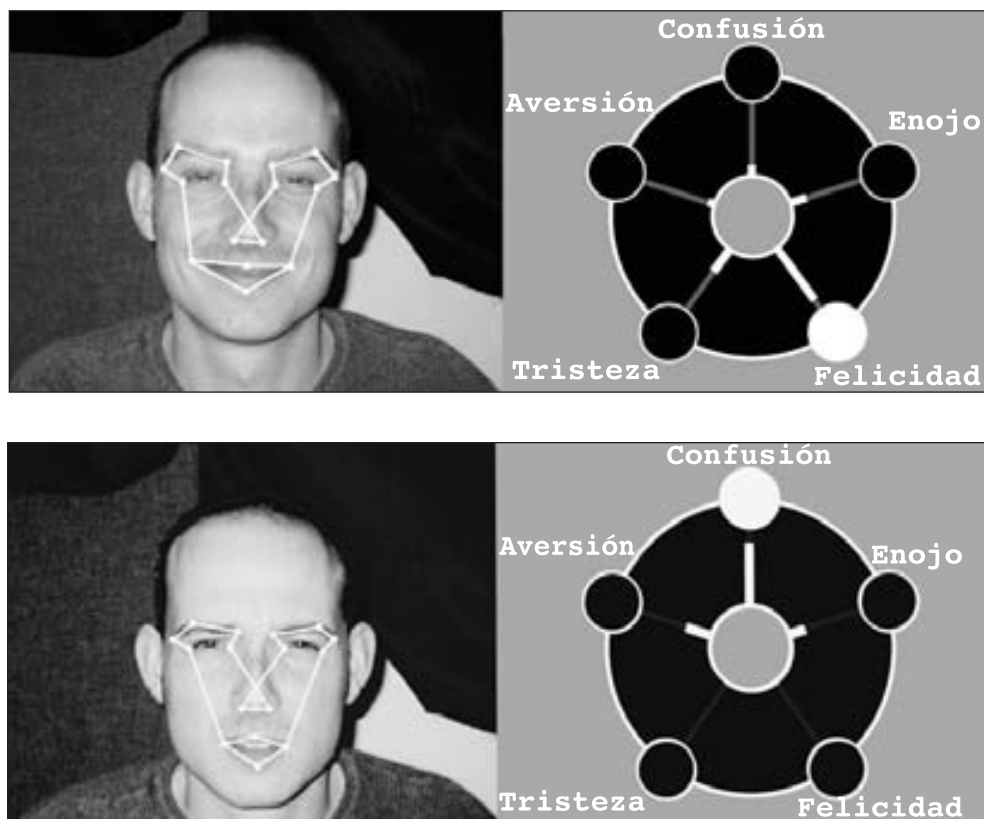 Confusión
Aversión
Enojo
Tristeza
Felicidad
Confusión
Aversión
Enojo
Tristeza
Felicidad